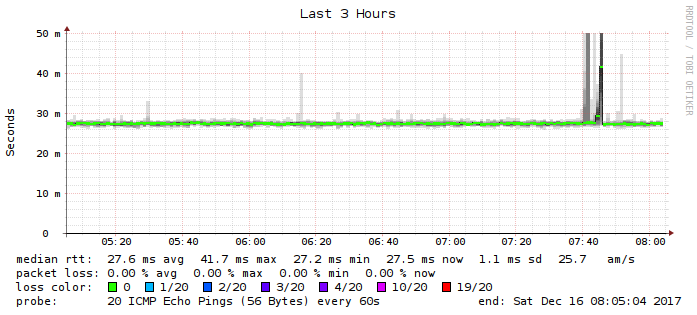 Last 3 Hours
RRDTOOL / TOBI OETIKER
Seconds
50 m
40 m
30 m
20 m
10 m
0
05:20 05:40 06:00 06:20 06:40 07:00 07:20 07:40 08:00
median rtt: 27.6 ms avg 41.7 ms max 27.2 ms min 27.5 ms now 1.1 ms sd 25.7 am/s
packet loss: 0.00 % avg 0.00 % max 0.00 % min 0.00 % now
loss color: 0 1/20 2/20 3/20 4/20 10/20 19/20
probe: 20 ICMP Echo Pings (56 Bytes) every 60s end: Sat Dec 16 08:05:04 2017